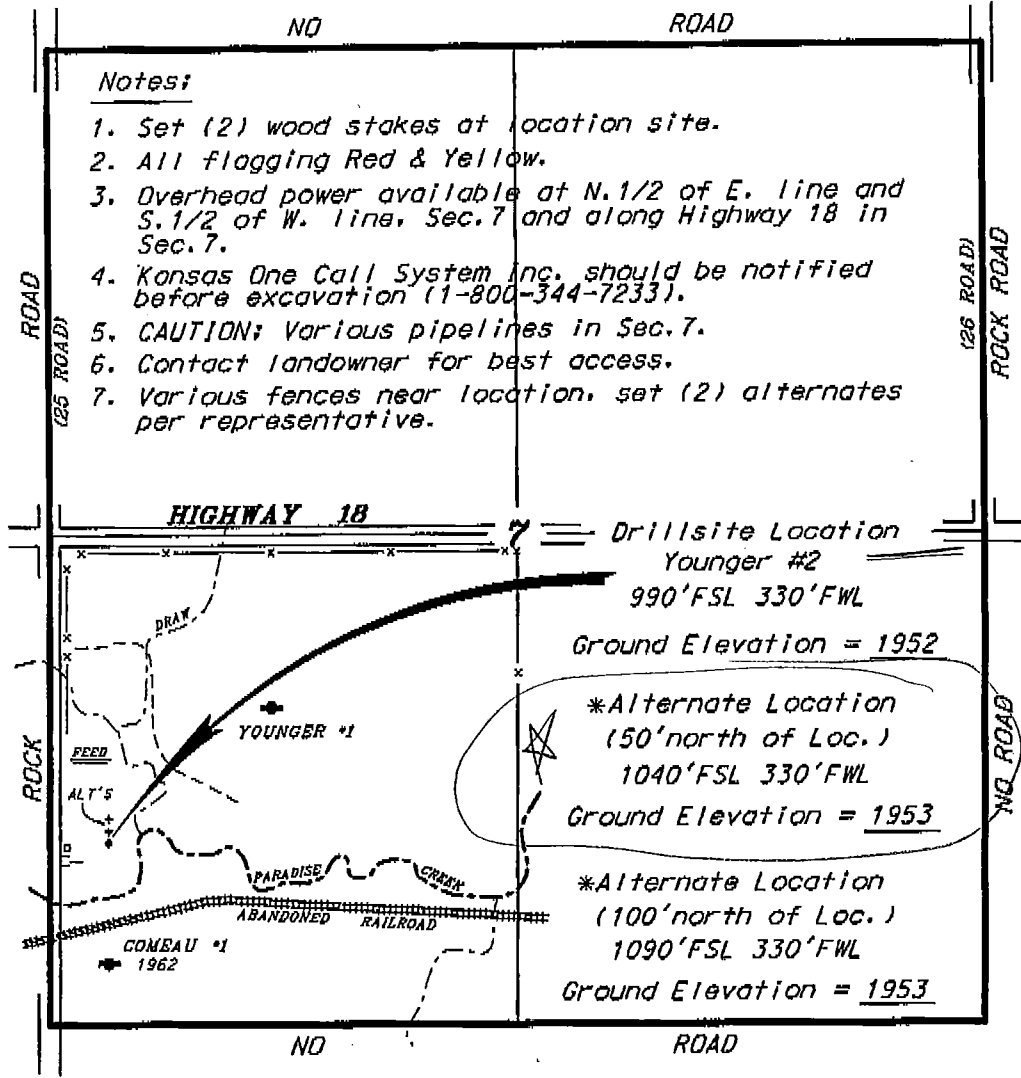 NO ROAD
Notes:
1. Set (2) wood stakes at location site.
2. All flagging Red & Yellow.
3. Overhead power available at N.1/2 of E. line and
S.1/2 of W. line, Sec.7 and along Highway 18 in
Sec.7.
4. Kansas One Call System Inc. should be notified
before excavation (1-800-344-7233).
5. CAUTION: Various pipelines in Sec.7.
6. Contact landowner for best access.
7. Various fences near location, set (2) alternates
per representative.
ROAD
(25 ROAD)
(26 ROAD)
ROCK ROAD
HIGHWAY 18
7
Drillsite Location
Younger #2
990'FSL 330'FWL
Ground Elevation = 1952
*Alternate Location
(50'north of Loc.)
1040'FSL 330'FWL
Ground Elevation = 1953
*Alternate Location
(100'north of Loc.)
1090'FSL 330'FWL
Ground Elevation = 1953
NO ROAD
DRAW
YOUNGER #1
FEED
ALT'S
ROCK
PARADISE CREEK
ABANDONED RAILROAD
COMEAU #1
1962
NO ROAD